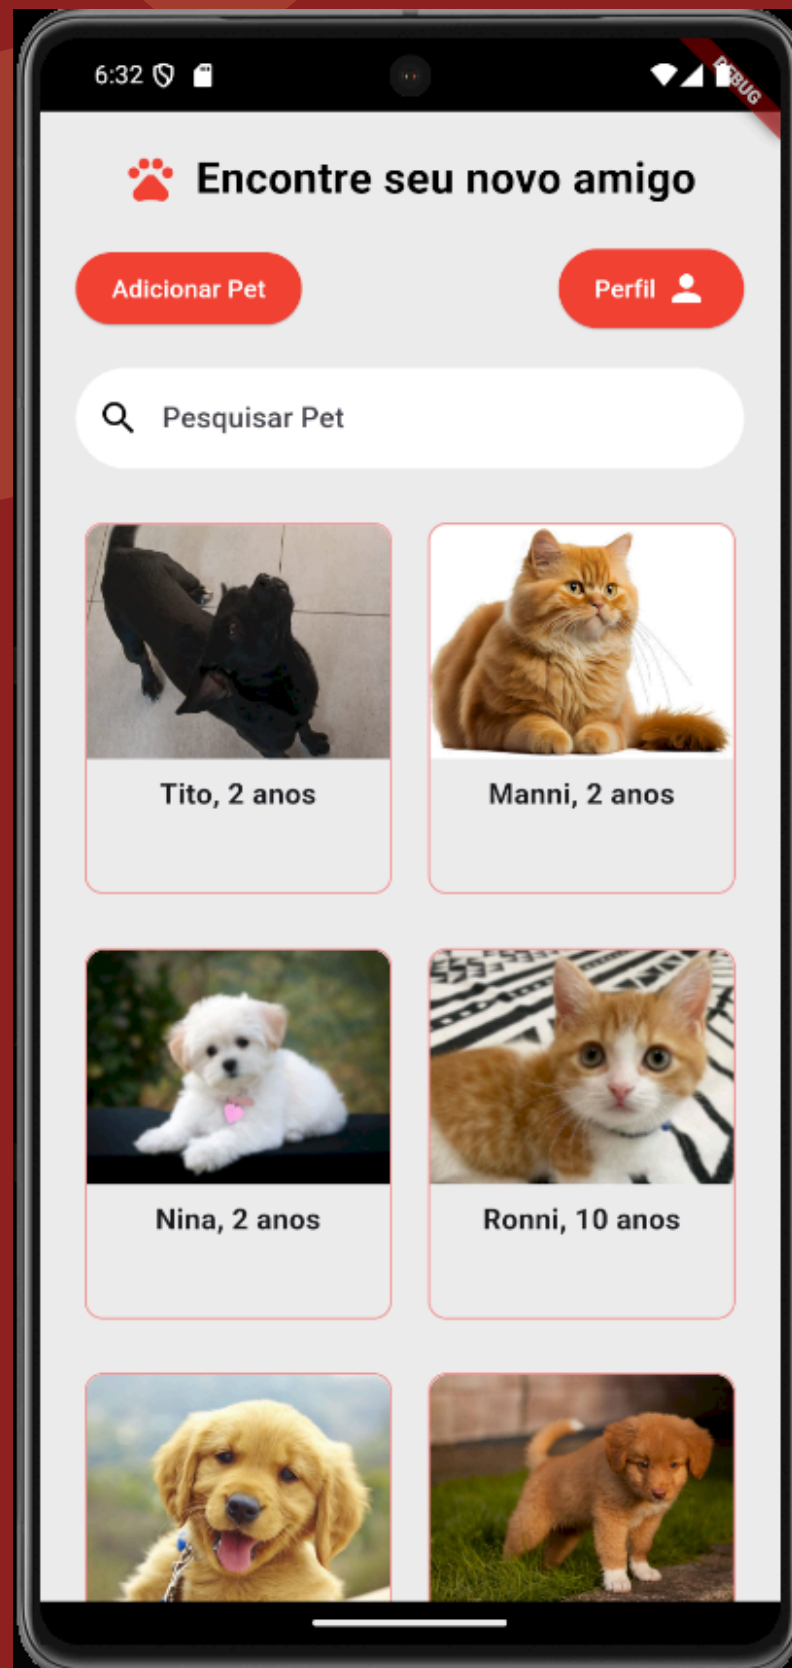 6:32
DEBUG
Encontre seu novo amigo
Adicionar Pet
Perfil
Pesquisar Pet
Tito, 2 anos
Manni, 2 anos
Nina, 2 anos
Ronni, 10 anos